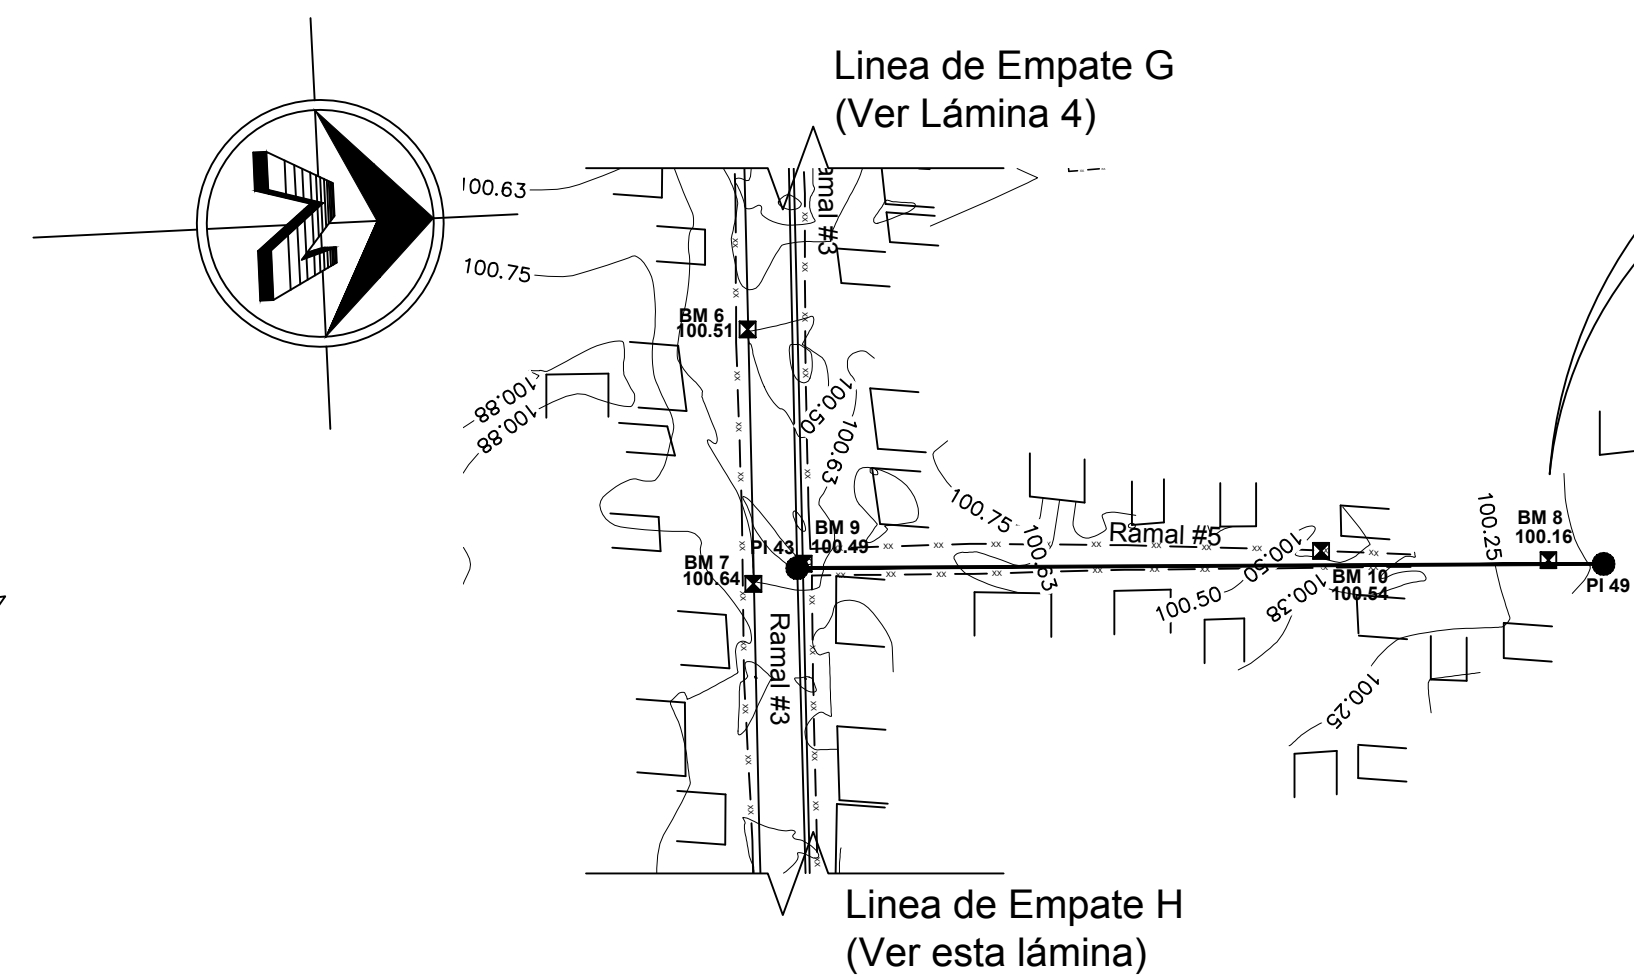 Linea de Empate G
(Ver Lámina 4)
N
100.63
amal #3
100.75
BM 6
100.51
100.50
100.88
100.88
100.63
100.75
100.63
Ramal #5
100.50
100.25
BM 8
100.16
BM 9
100.49
PI 43
BM 7
100.64
BM 10
100.54
PI 49
100.50
100.38
Ramal #3
100.25
Linea de Empate H
(Ver esta lámina)